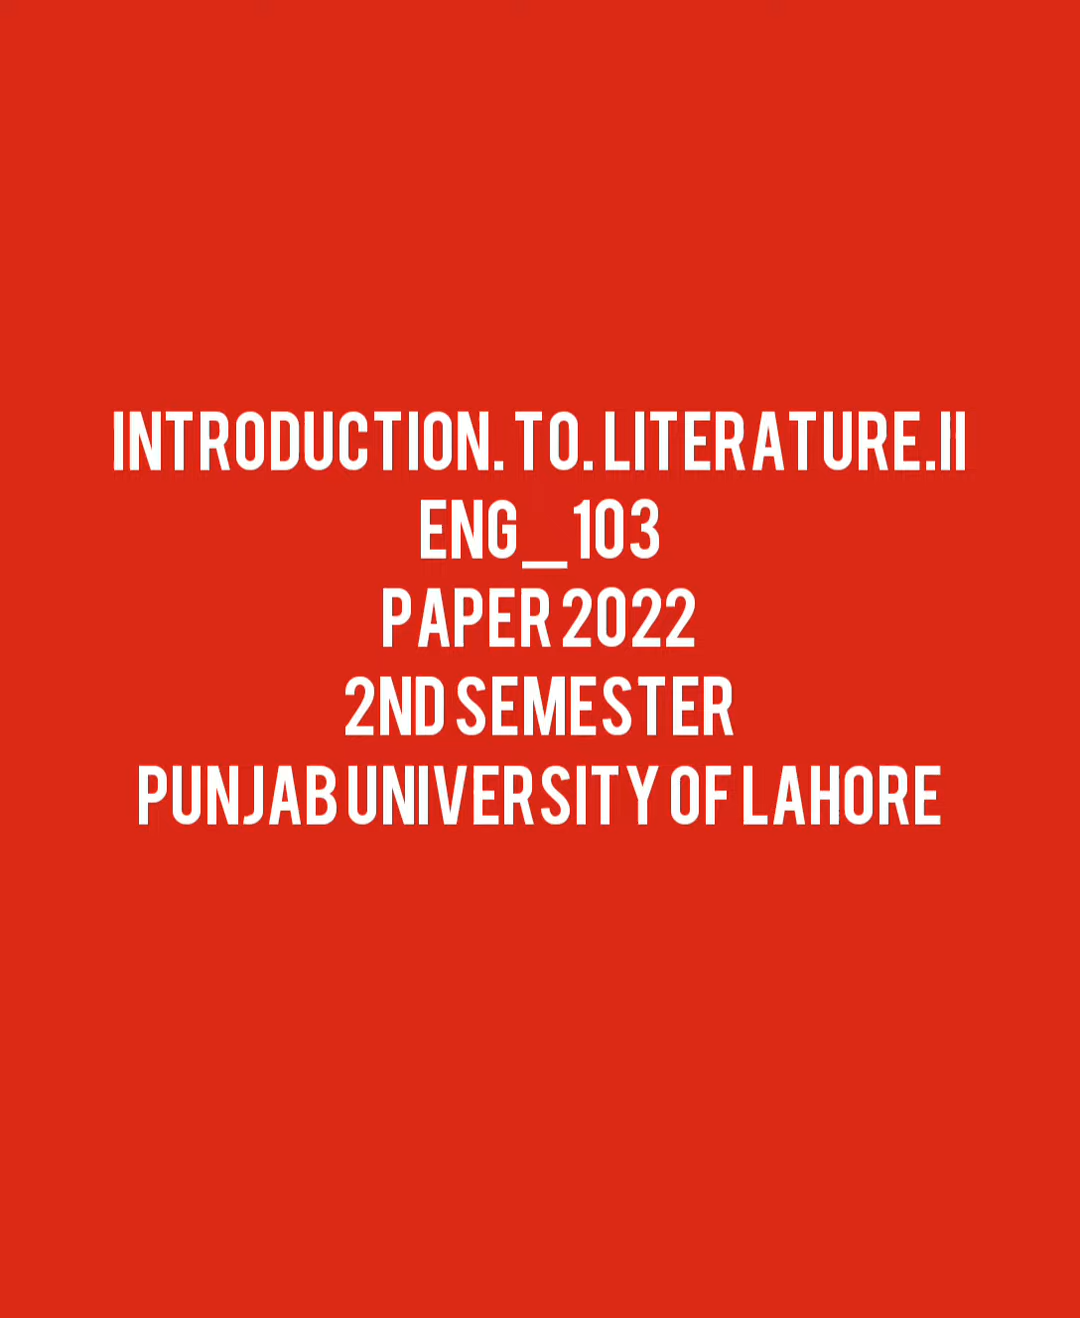 INTRODUCTION. TO. LITERATURE.II
ENG_103
PAPER 2022
2ND SEMESTER
PUNJAB UNIVERSITY OF LAHORE